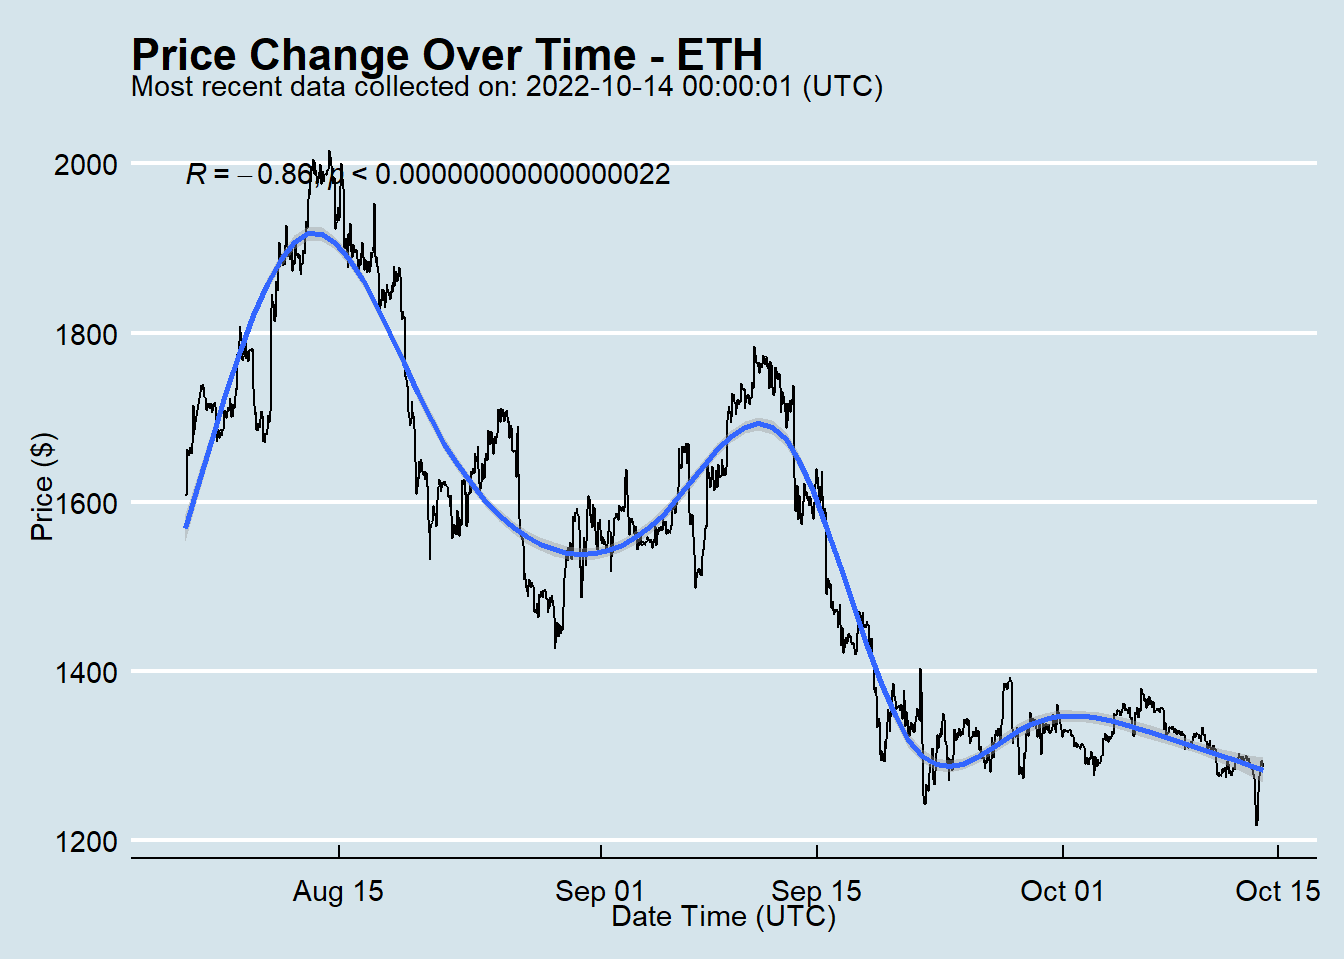 Price Change Over Time - ETH
Most recent data collected on: 2022-10-14 00:00:01 (UTC)
R = −0.86, p < 0.00000000000000022
2000
1800
1600
1400
1200
Price ($)
Aug 15 Sep 01 Sep 15 Oct 01 Oct 15
Date Time (UTC)